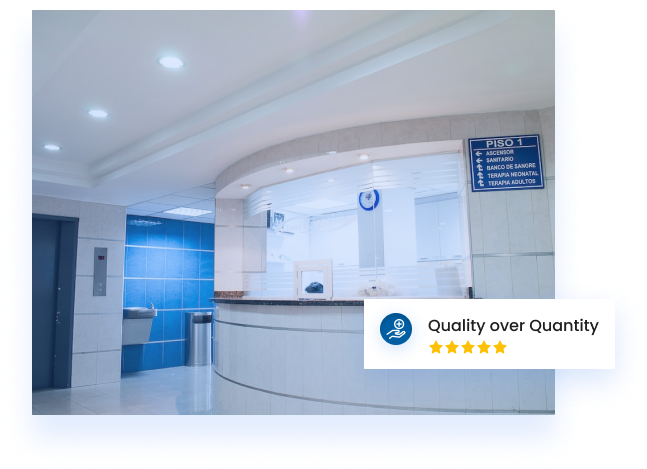 PISO 1
ASCENSOR
SANITARIO
BANCO DE SANGRE
TERAPIA NEONATAL
TERAPIA ADULTOS
Quality over Quantity